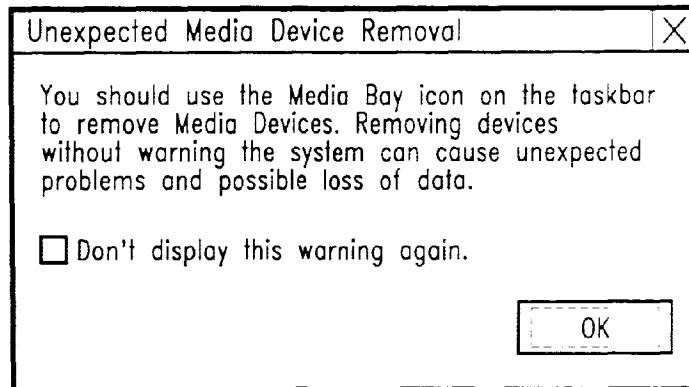 Unexpected Media Device Removal
You should use the Media Bay icon on the taskbar
to remove Media Devices. Removing devices
without warning the system can cause unexpected
problems and possible loss of data.
Don't display this warning again.
OK